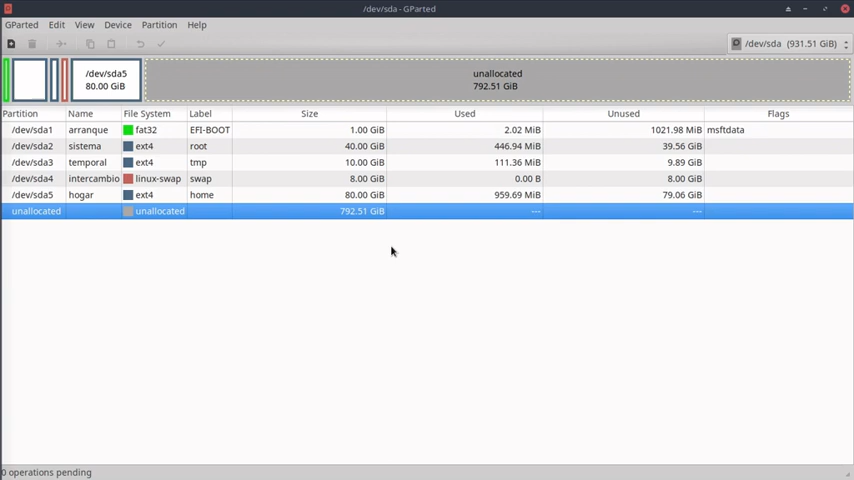 /dev/sda - GParted
GParted Edit View Device Partition Help
/dev/sda (931.51 GiB)
/dev/sda5
80.00 GiB
unallocated
792.51 GiB
Partition Name File System Label Size Used Unused Flags
/dev/sda1 arranque fat32 EFI-BOOT 1.00 GiB 2.02 MiB 1021.98 MiB msftdata
/dev/sda2 sistema ext4 root 40.00 GiB 446.94 MiB 39.56 GiB
/dev/sda3 temporal ext4 tmp 10.00 GiB 111.36 MiB 9.89 GiB
/dev/sda4 intercambio linux-swap swap 8.00 GiB 0.00 B 8.00 GiB
/dev/sda5 hogar ext4 home 80.00 GiB 959.69 MiB 79.06 GiB
unallocated unallocated 792.51 GiB --- ---
0 operations pending